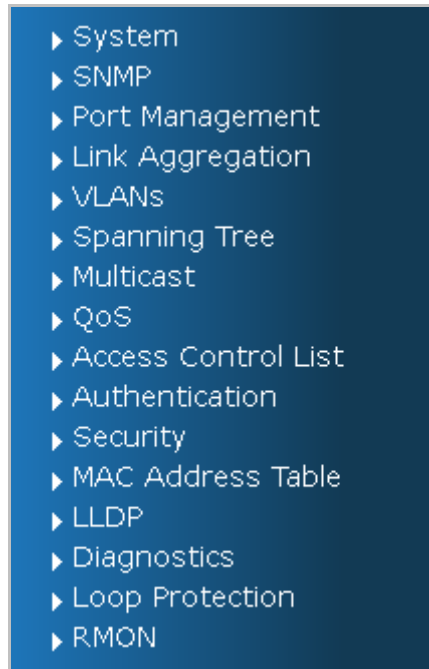 System
SNMP
Port Management
Link Aggregation
VLANs
Spanning Tree
Multicast
QoS
Access Control List
Authentication
Security
MAC Address Table
LLDP
Diagnostics
Loop Protection
RMON